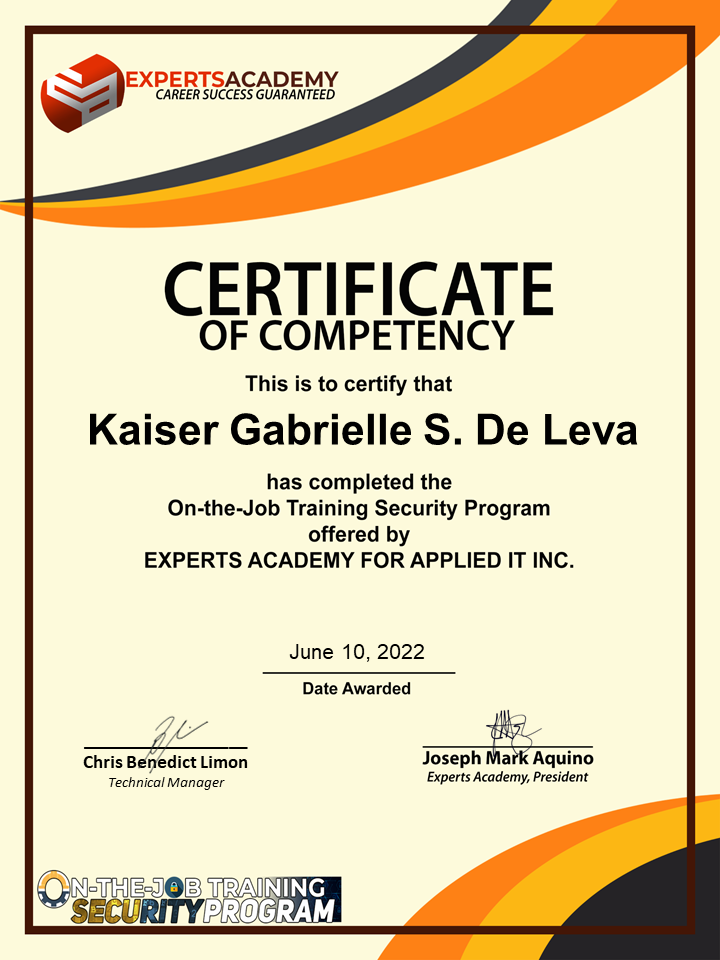 EXPERTSACADEMY
CAREER SUCCESS GUARANTEED
CERTIFICATE
OF COMPETENCY
This is to certify that
Kaiser Gabrielle S. De Leva
has completed the
On-the-Job Training Security Program
offered by
EXPERTS ACADEMY FOR APPLIED IT INC.
June 10, 2022
Date Awarded
Chris Benedict Limon
Technical Manager
Joseph Mark Aquino
Experts Academy, President
ON-THE-JOB TRAINING
SECURITY PROGRAM